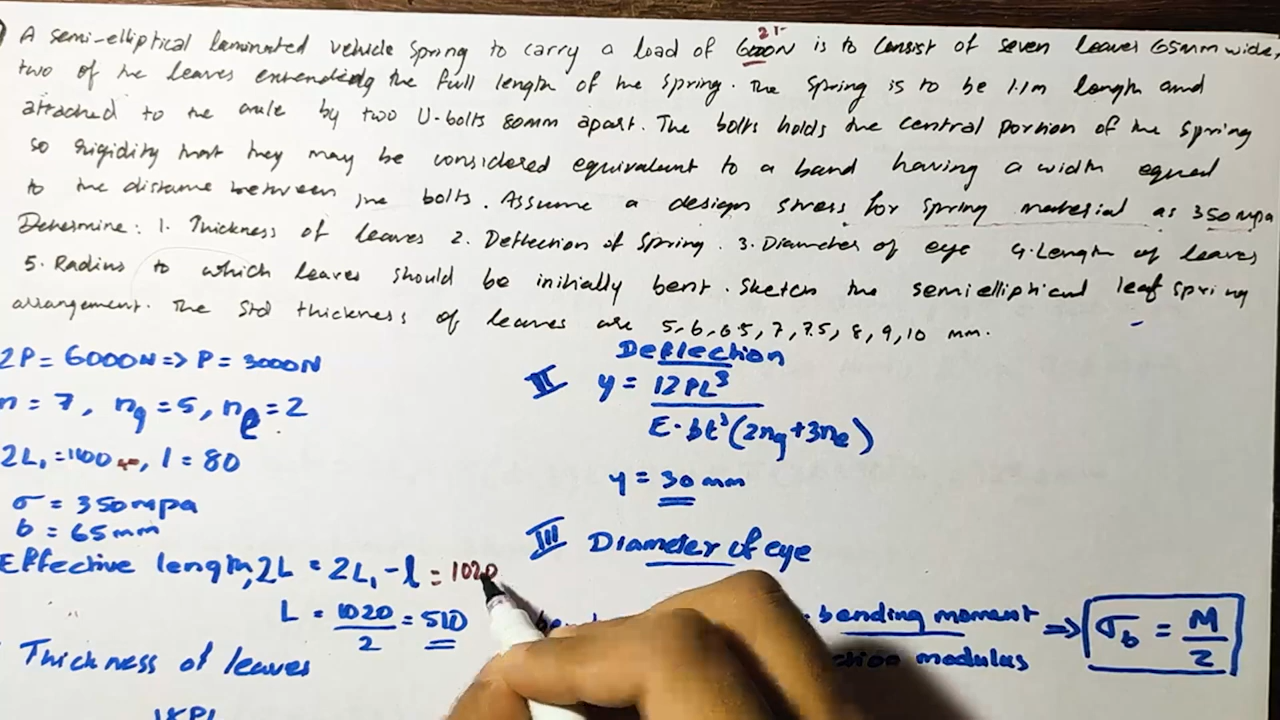 21-
A semi-elliptical laminated vehicle spring to carry a load of 6000N is to consist of seven leaves 65mm wide,
two of the leaves extending the full length of the spring. The spring is to be 1.1m length and
attached to the axle by two U-bolts 80mm apart. The bolts holds the central portion of the spring
so rigidity that they may be considered equivalent to a band having a width equal
to the distance between the bolts. Assume a design stress for spring material as 350mpa
Determine: 1. Thickness of leaves 2. Deflection of spring. 3. Diameter of eye 4. Length of leaves
5. Radius to which leaves should be initially bent. Sketch the semielliptical leaf spring
arrangement. The Std thickness of leaves are 5, 6, 6.5, 7, 7.5, 8, 9, 10 mm.
2P = 6000N => P = 3000N
n = 7, ng = 5, ne = 2
2L1 = 1100, l = 80
σ = 350mpa
b = 65mm
Effective length, 2L = 2L1 - l = 1020
L = 1020/2 = 510
Thickness of leaves
18PL
Deflection
II y = 12PL³
E·bt³(2ng+3ne)
y = 30 mm
III Diameter of eye
bending moment => σb = M/Z
modulus